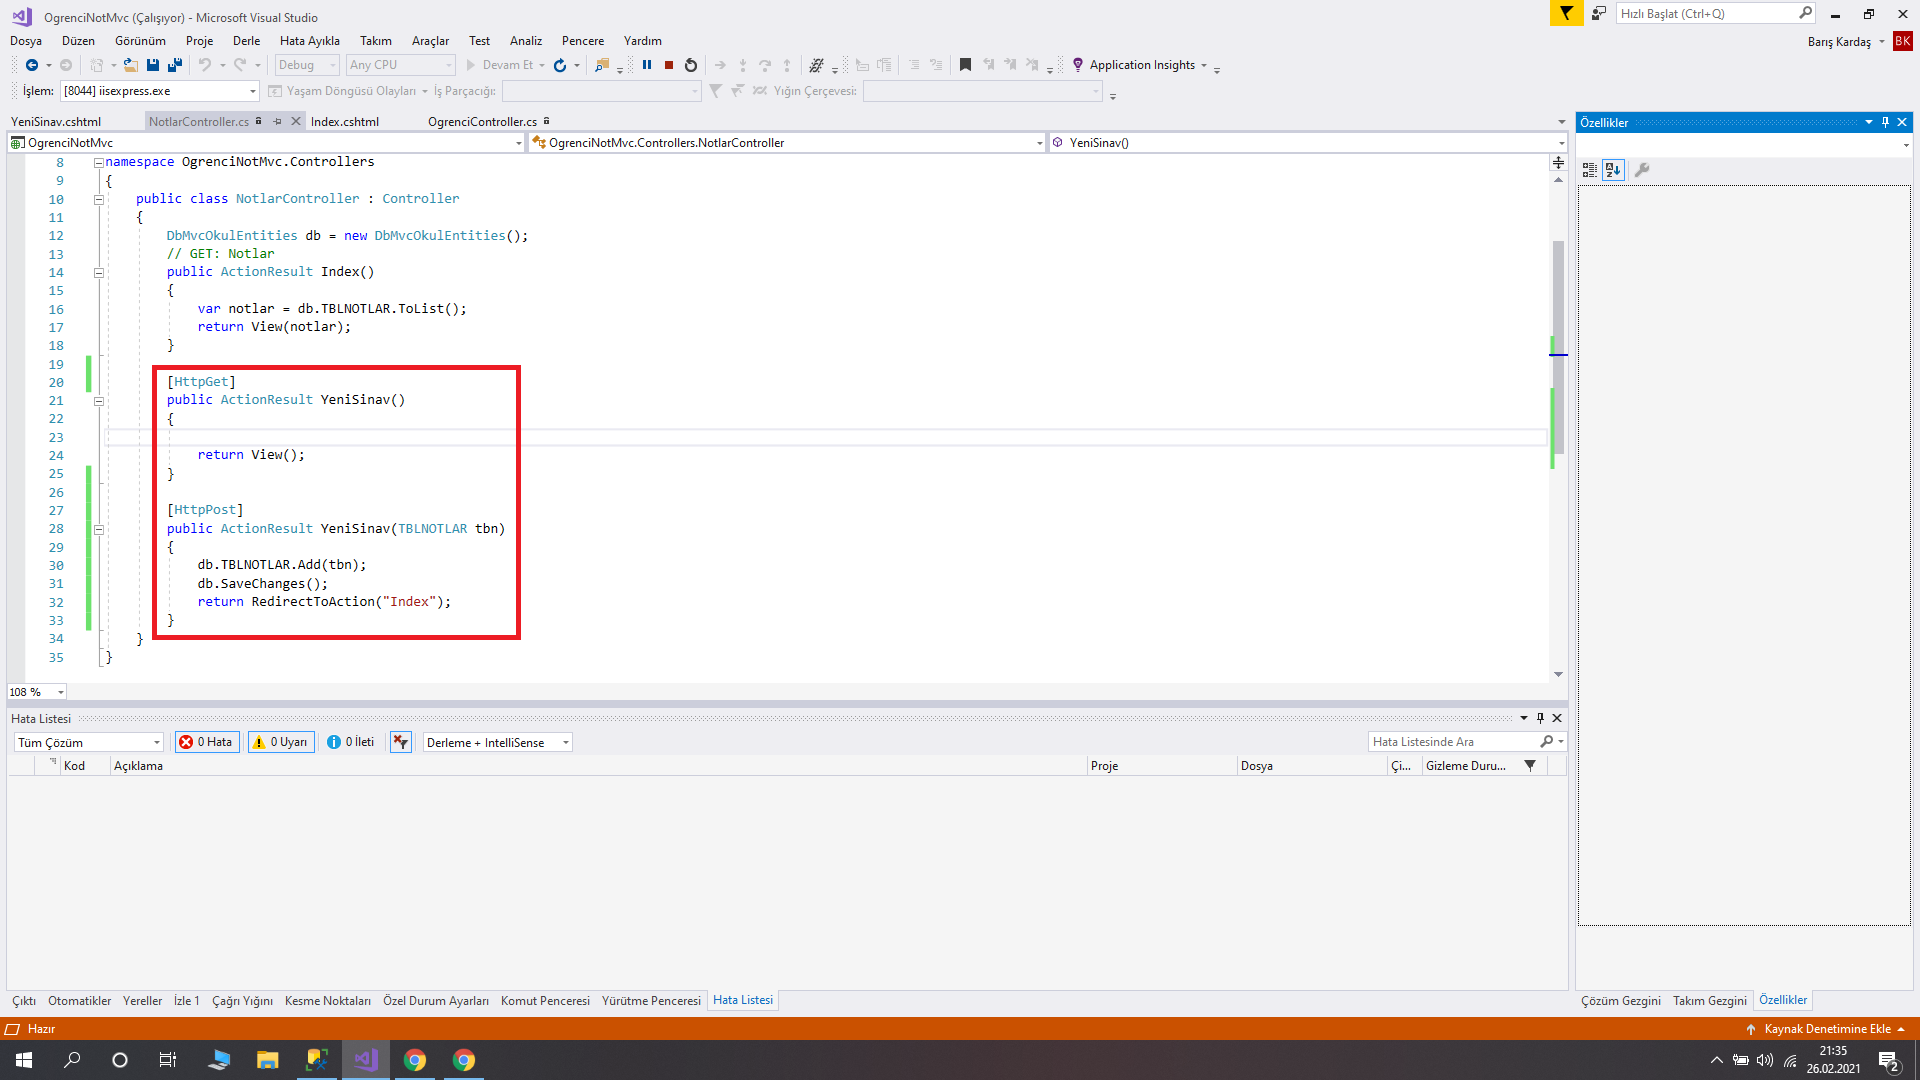 OgrenciNotMvc (Çalışıyor) - Microsoft Visual Studio
Hızlı Başlat (Ctrl+Q)
Dosya Düzen Görünüm Proje Derle Hata Ayıkla Takım Araçlar Test Analiz Pencere Yardım
Barış Kardaş BK
Debug Any CPU Devam Et Application Insights
İşlem: [8044] iisexpress.exe Yaşam Döngüsü Olayları İş Parçacığı: Yığın Çerçevesi:
YeniSinav.cshtml NotlarController.cs Index.cshtml OgrenciController.cs
OgrenciNotMvc OgrenciNotMvc.Controllers.NotlarController YeniSinav()
8 namespace OgrenciNotMvc.Controllers
9 {
10 public class NotlarController : Controller
11 {
12 DbMvcOkulEntities db = new DbMvcOkulEntities();
13 // GET: Notlar
14 public ActionResult Index()
15 {
16 var notlar = db.TBLNOTLAR.ToList();
17 return View(notlar);
18 }
19
20 [HttpGet]
21 public ActionResult YeniSinav()
22 {
23
24 return View();
25 }
26
27 [HttpPost]
28 public ActionResult YeniSinav(TBLNOTLAR tbn)
29 {
30 db.TBLNOTLAR.Add(tbn);
31 db.SaveChanges();
32 return RedirectToAction("Index");
33 }
34 }
35 }
108 %
Özellikler
Hata Listesi
Tüm Çözüm 0 Hata 0 Uyarı 0 İleti Derleme + IntelliSense Hata Listesinde Ara
Kod Açıklama Proje Dosya Çi... Gizleme Duru...
Çıktı Otomatikler Yereller İzle 1 Çağrı Yığını Kesme Noktaları Özel Durum Ayarları Komut Penceresi Yürütme Penceresi Hata Listesi
Çözüm Gezgini Takım Gezgini Özellikler
Hazır
Kaynak Denetimine Ekle
21:35
26.02.2021
2